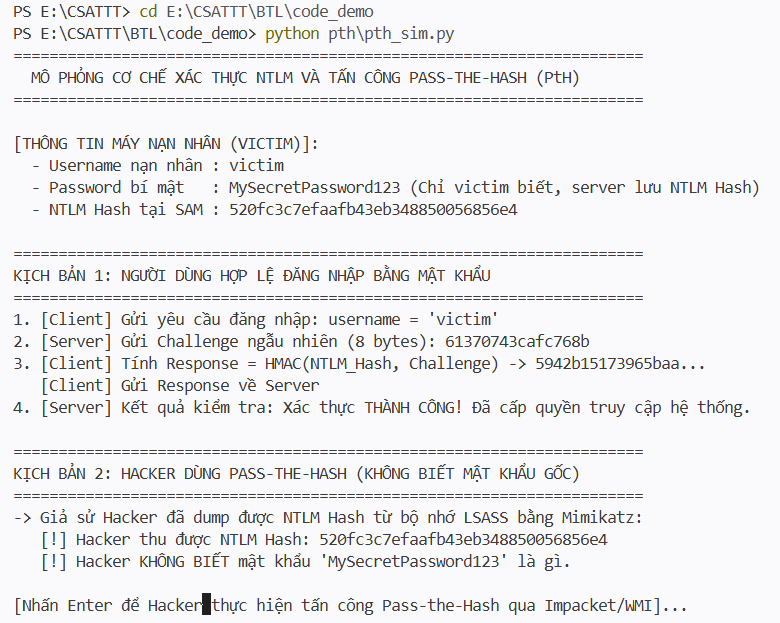 PS E:\CSATTT> cd E:\CSATTT\BTL\code_demo
PS E:\CSATTT\BTL\code_demo> python pth\pth_sim.py
======================================================================
  MÔ PHỎNG CƠ CHẾ XÁC THỰC NTLM VÀ TẤN CÔNG PASS-THE-HASH (PtH)
======================================================================

[THÔNG TIN MÁY NẠN NHÂN (VICTIM)]:
  - Username nạn nhân : victim
  - Password bí mật   : MySecretPassword123 (Chỉ victim biết, server lưu NTLM Hash)
  - NTLM Hash tại SAM : 520fc3c7efaafb43eb348850056856e4

======================================================================
KỊCH BẢN 1: NGƯỜI DÙNG HỢP LỆ ĐĂNG NHẬP BẰNG MẬT KHẨU
======================================================================
1. [Client] Gửi yêu cầu đăng nhập: username = 'victim'
2. [Server] Gửi Challenge ngẫu nhiên (8 bytes): 61370743cafc768b
3. [Client] Tính Response = HMAC(NTLM_Hash, Challenge) -> 5942b15173965baa...
   [Client] Gửi Response về Server
4. [Server] Kết quả kiểm tra: Xác thực THÀNH CÔNG! Đã cấp quyền truy cập hệ thống.

======================================================================
KỊCH BẢN 2: HACKER DÙNG PASS-THE-HASH (KHÔNG BIẾT MẬT KHẨU GỐC)
======================================================================
-> Giả sử Hacker đã dump được NTLM Hash từ bộ nhớ LSASS bằng Mimikatz:
   [!] Hacker thu được NTLM Hash: 520fc3c7efaafb43eb348850056856e4
   [!] Hacker KHÔNG BIẾT mật khẩu 'MySecretPassword123' là gì.

[Nhấn Enter để Hacker thực hiện tấn công Pass-the-Hash qua Impacket/WMI]...